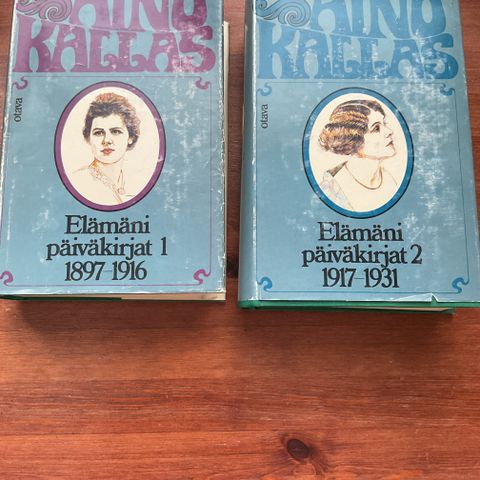 AINO
KALLAS
otava
Elämäni
päiväkirjat 1
1897-1916
AINO
KALLAS
otava
Elämäni
päiväkirjat 2
1917-1931